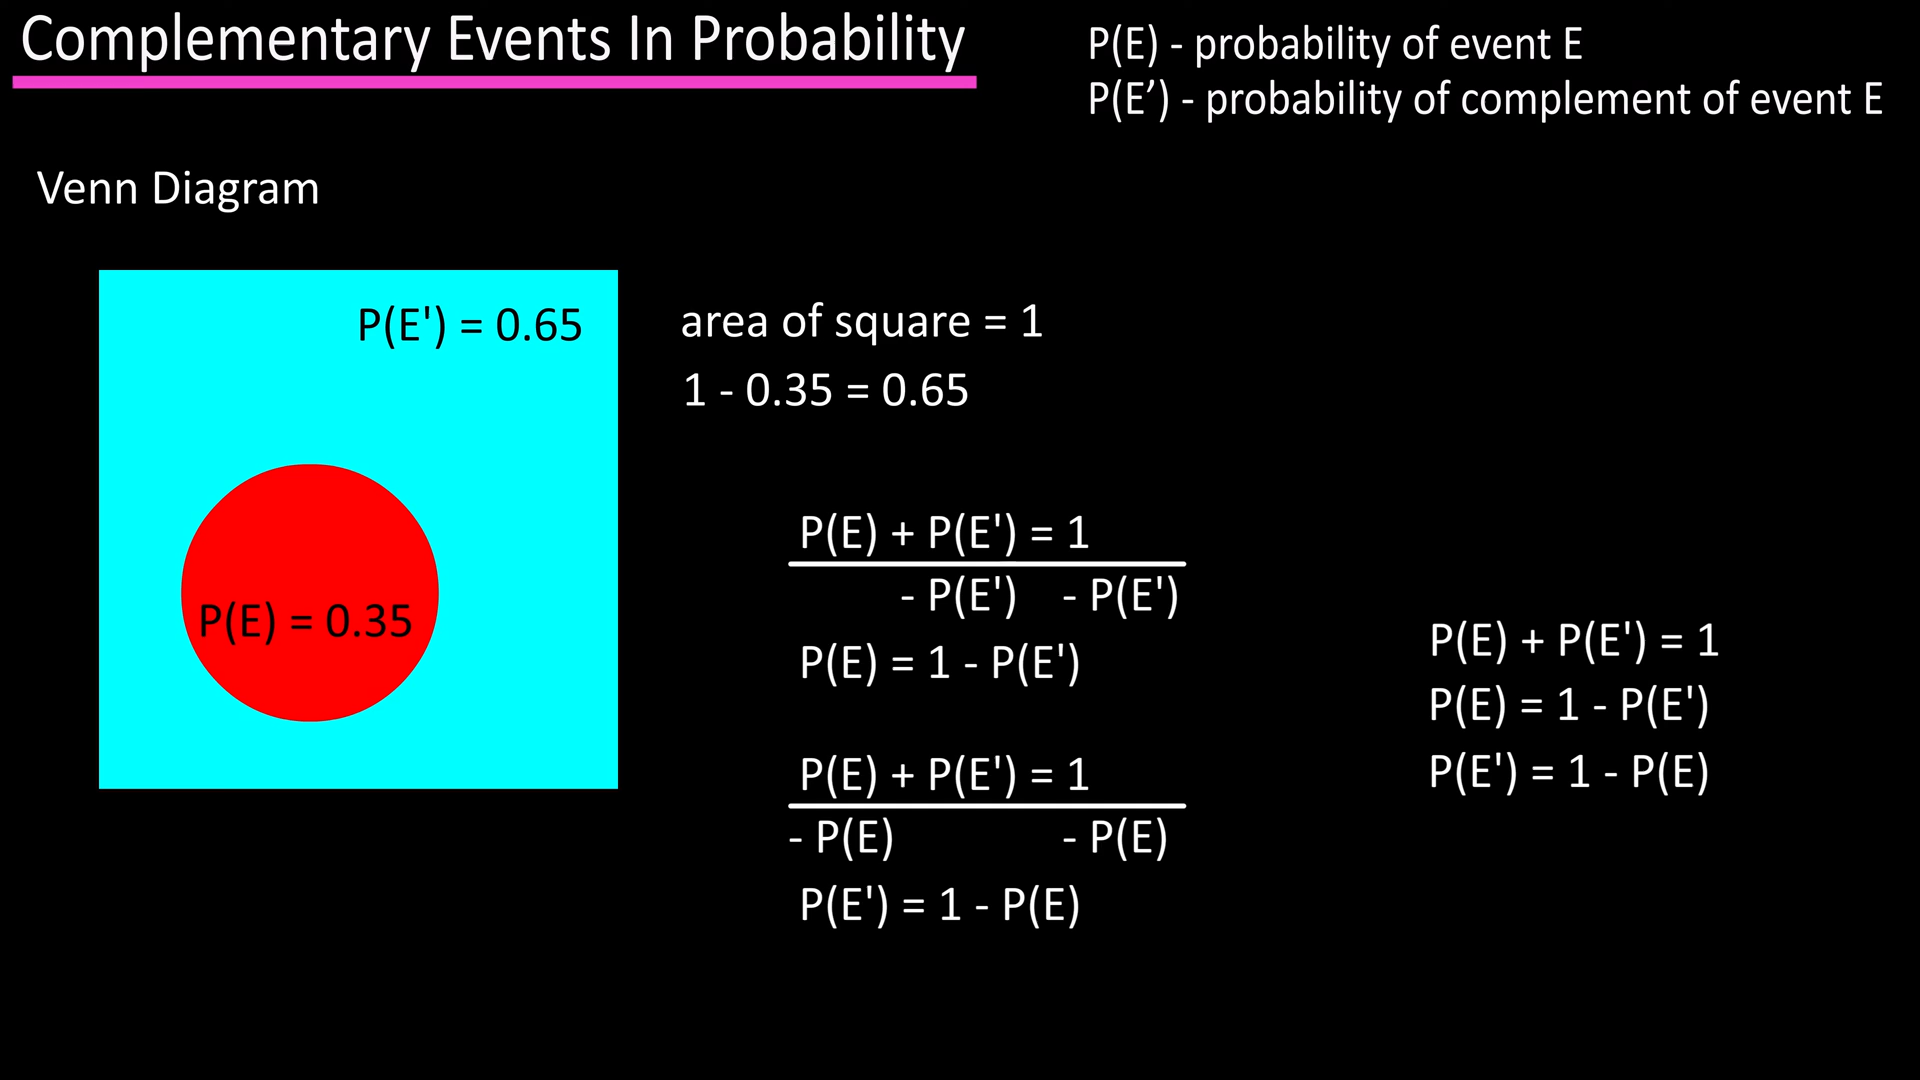 Complementary Events In Probability
P(E) - probability of event E
P(E’) - probability of complement of event E
Venn Diagram
P(E') = 0.65
P(E) = 0.35
area of square = 1
1 - 0.35 = 0.65
P(E) + P(E') = 1
- P(E') - P(E')
P(E) = 1 - P(E')
P(E) + P(E') = 1
- P(E) - P(E)
P(E') = 1 - P(E)
P(E) + P(E') = 1
P(E) = 1 - P(E')
P(E') = 1 - P(E)